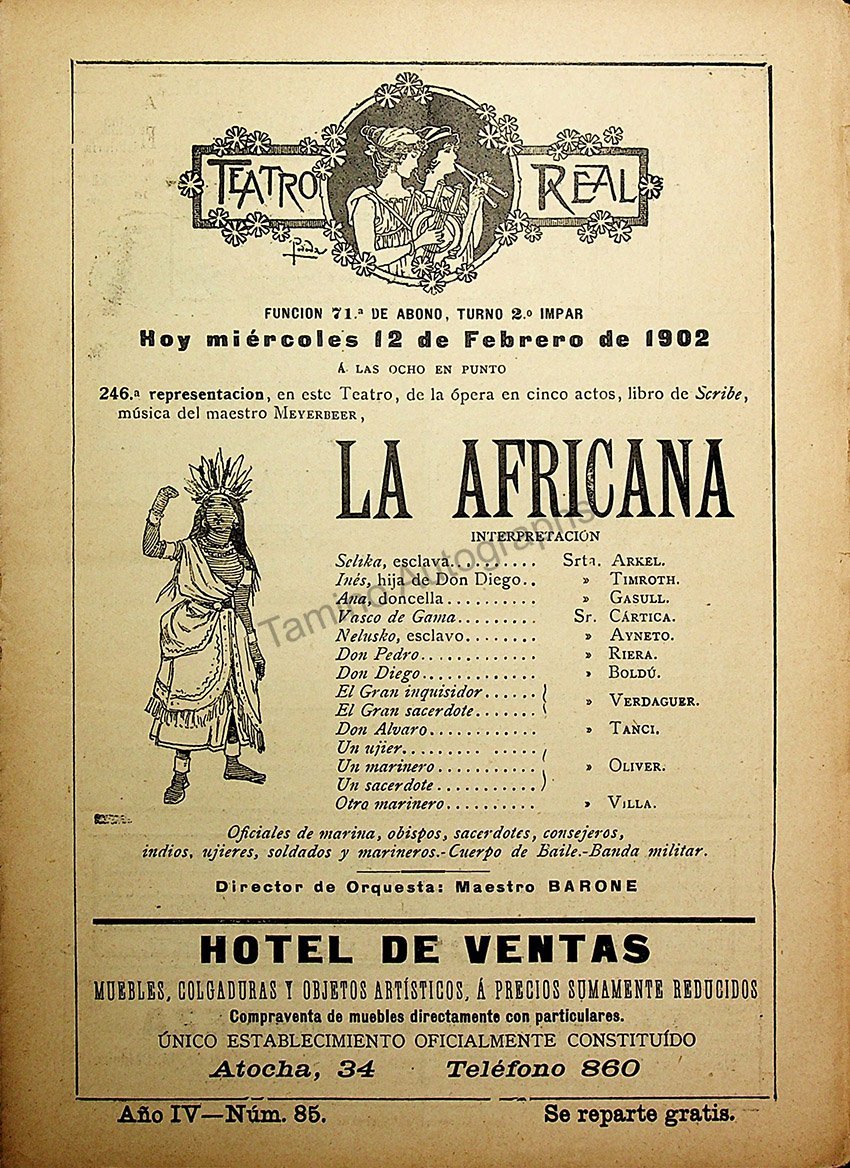 TEATRO REAL
FUNCION 71.ª DE ABONO, TURNO 2.º IMPAR
Hoy miércoles 12 de Febrero de 1902
Á LAS OCHO EN PUNTO
246.ª representacion, en este Teatro, de la ópera en cinco actos, libro de Scribe,
música del maestro MEYERBEER,
LA AFRICANA
INTERPRETACIÓN
Selika, esclava.......... Srta. ARKEL.
Inés, hija de Don Diego.. » TIMROTH.
Ana, doncella.......... » GASULL.
Vasco de Gama......... Sr. CÁRTICA.
Nelusko, esclavo........ » AYNETO.
Don Pedro............. » RIERA.
Don Diego............. » BOLDÚ.
El Gran inquisidor......
El Gran sacerdote....... » VERDAGUER.
Don Alvaro............ » TANCI.
Un ujier...............
Un marinero........... » OLIVER.
Un sacerdote...........
Otro marinero.......... » VILLA.
Oficiales de marina, obispos, sacerdotes, consejeros,
indios, ujieres, soldados y marineros.-Cuerpo de Baile.-Banda militar.
Director de Orquesta: Maestro BARONE
HOTEL DE VENTAS
MUEBLES, COLGADURAS Y OBJETOS ARTÍSTICOS, Á PRECIOS SUMAMENTE REDUCIDOS
Compraventa de muebles directamente con particulares.
ÚNICO ESTABLECIMIENTO OFICIALMENTE CONSTITUÍDO
Atocha, 34 Teléfono 860
Año IV—Núm. 85. Se reparte gratis.
Tamino Autographs